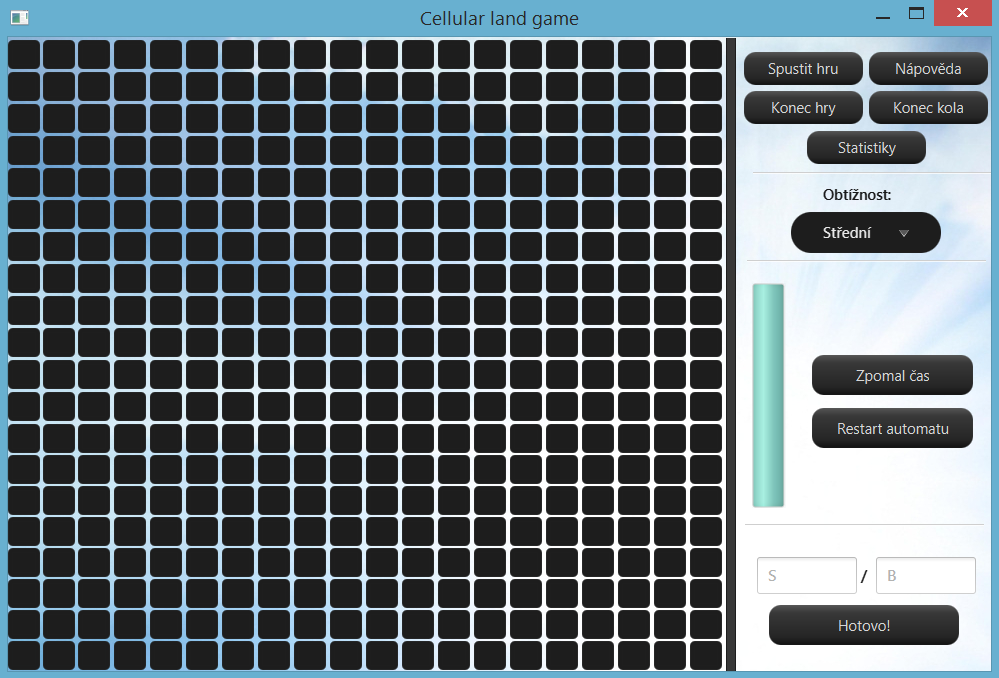 Cellular land game
Spustit hru
Nápověda
Konec hry
Konec kola
Statistiky
Obtížnost:
Střední
Zpomal čas
Restart automatu
S / B
Hotovo!